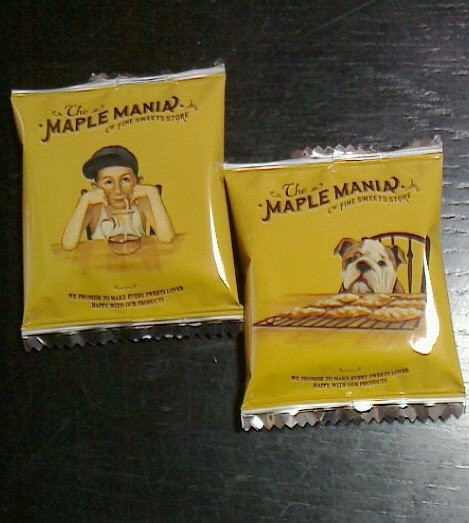 The
MAPLE MANIA
FINE SWEETS STORE
WE PROMISE TO MAKE EVERY SWEETS LOVER
HAPPY WITH OUR PRODUCTS
The
MAPLE MANIA
FINE SWEETS STORE
WE PROMISE TO MAKE EVERY SWEETS LOVER
HAPPY WITH OUR PRODUCTS